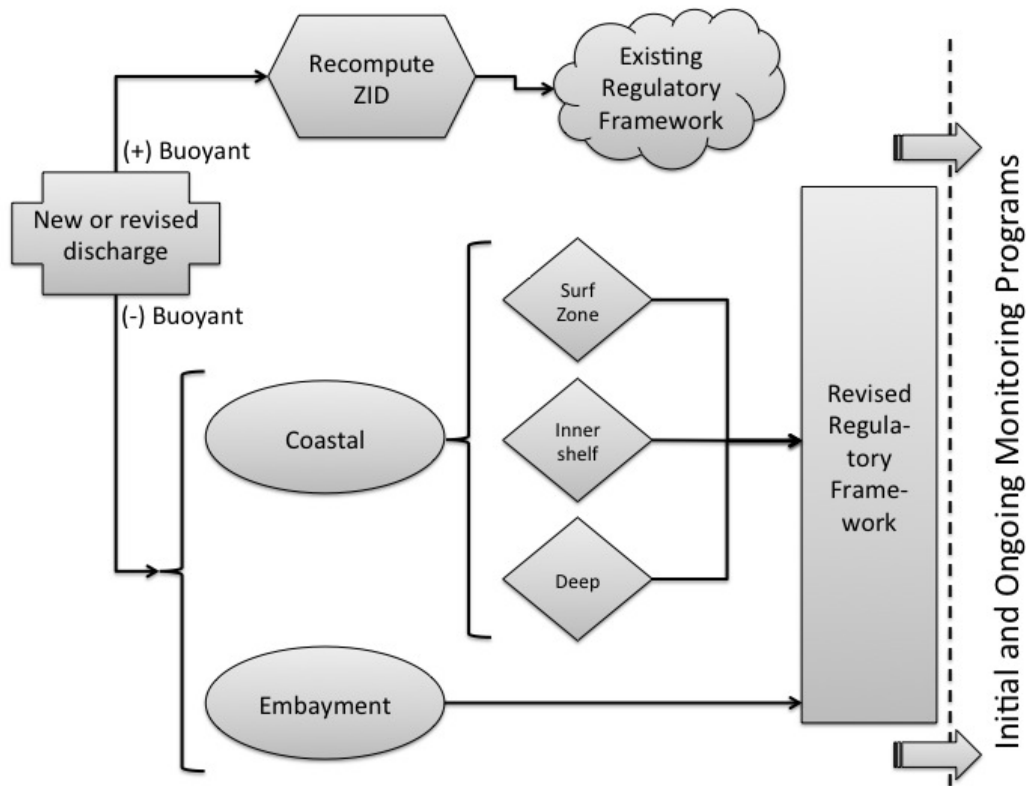 Recompute
ZID
Existing
Regulatory
Framework
(+) Buoyant
New or revised
discharge
(-) Buoyant
Coastal
Surf
Zone
Inner
shelf
Deep
Embayment
Revised
Regula-
tory
Frame-
work
Initial and Ongoing Monitoring Programs